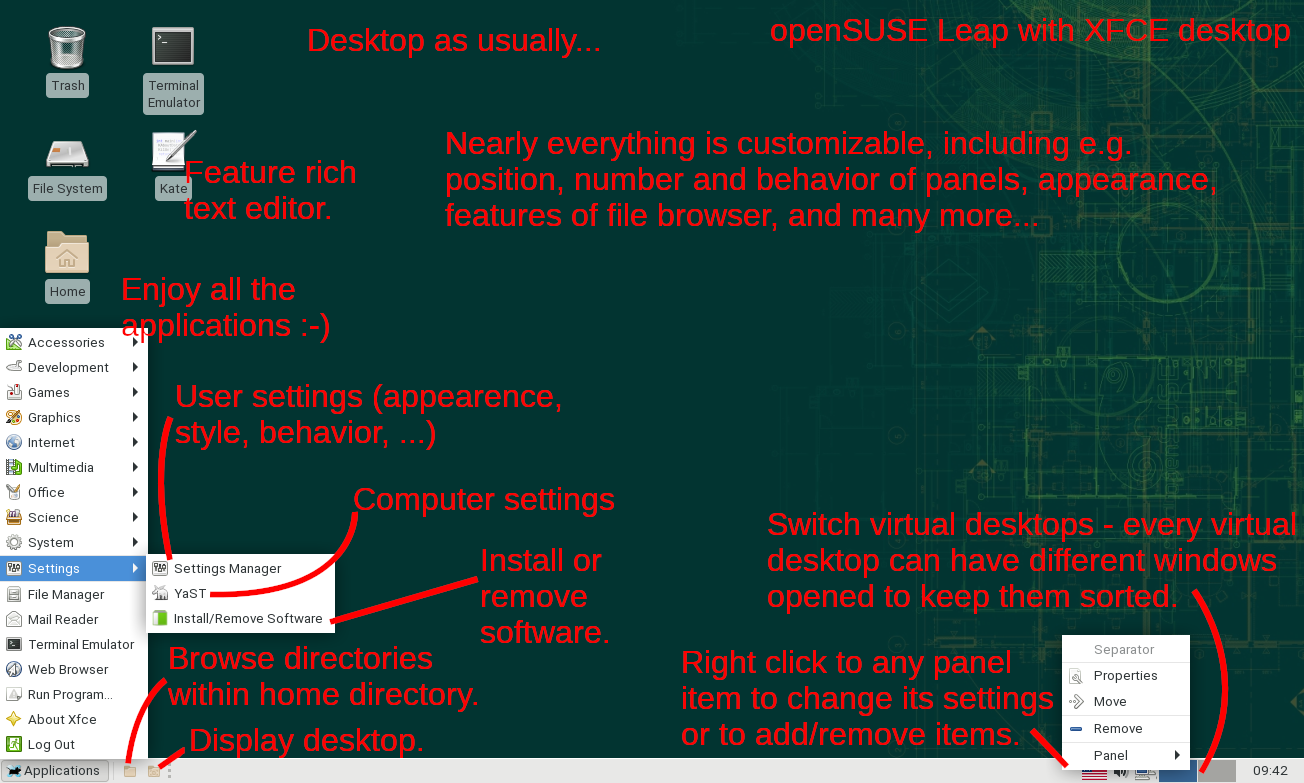 Desktop as usually...
openSUSE Leap with XFCE desktop
Trash
Terminal
Emulator
Nearly everything is customizable, including e.g.
position, number and behavior of panels, appearance,
features of file browser, and many more...
File System
Kate
Feature rich
text editor.
Home
Enjoy all the
applications :-)
Accessories
Development
Games
Graphics
Internet
Multimedia
Office
Science
System
Settings
File Manager
Mail Reader
Terminal Emulator
Web Browser
Run Program...
About Xfce
Log Out
User settings (appearence,
style, behavior, ...)
Computer settings
Settings Manager
YaST
Install/Remove Software
Install or
remove
software.
Browse directories
within home directory.
Display desktop.
Switch virtual desktops - every virtual
desktop can have different windows
opened to keep them sorted.
Right click to any panel
item to change its settings
or to add/remove items.
Separator
Properties
Move
Remove
Panel
Applications
09:42